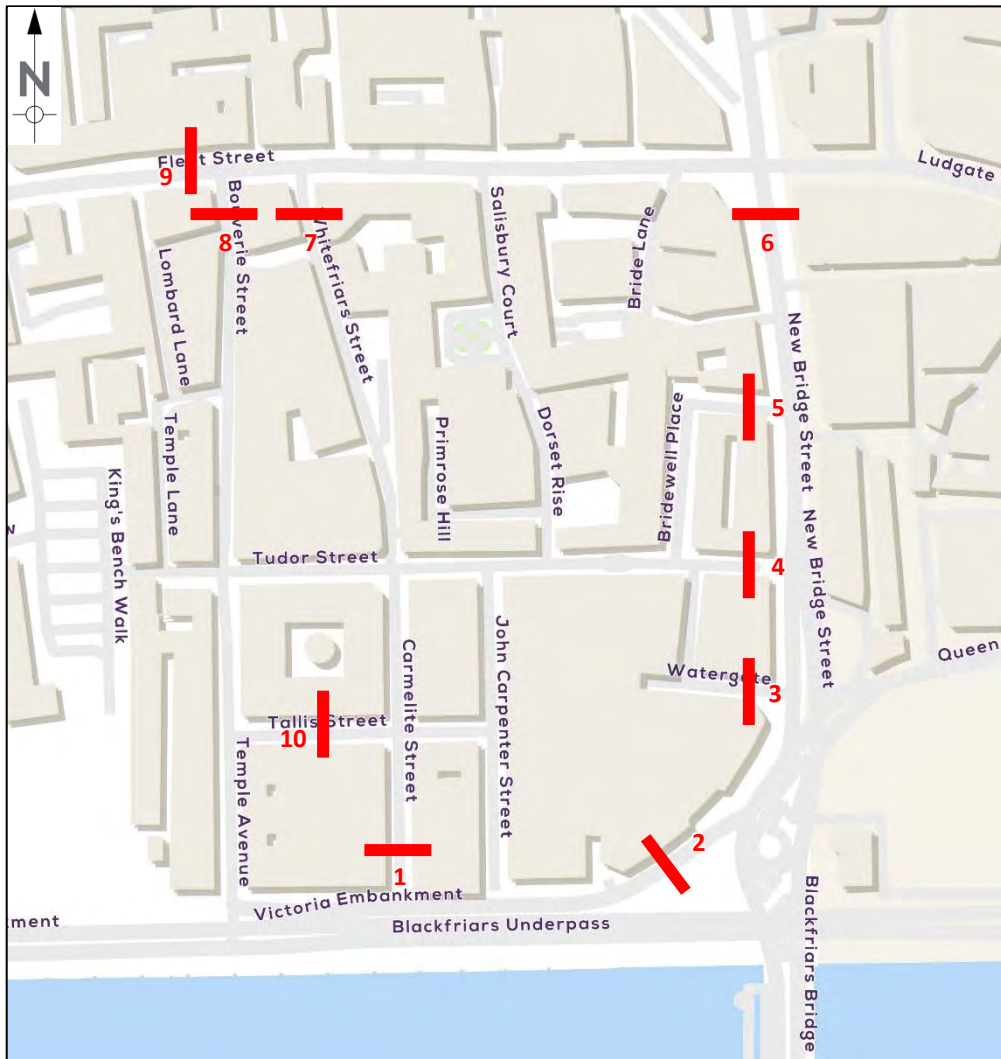 N
Fleet Street
Ludgate
9
8
7
6
Bouverie Street
Whitefriars Street
Salisbury Court
Bride Lane
Lombard Lane
New Bridge Street
5
Temple Lane
Primrose Hill
Dorset Rise
Bridewell Place
King's Bench Walk
w
Tudor Street
4
New Bridge Street
Carmelite Street
John Carpenter Street
Watergate
3
Queen
Tallis Street
10
Temple Avenue
2
1
Victoria Embankment
Blackfriars Underpass
kment
Blackfriars Bridge